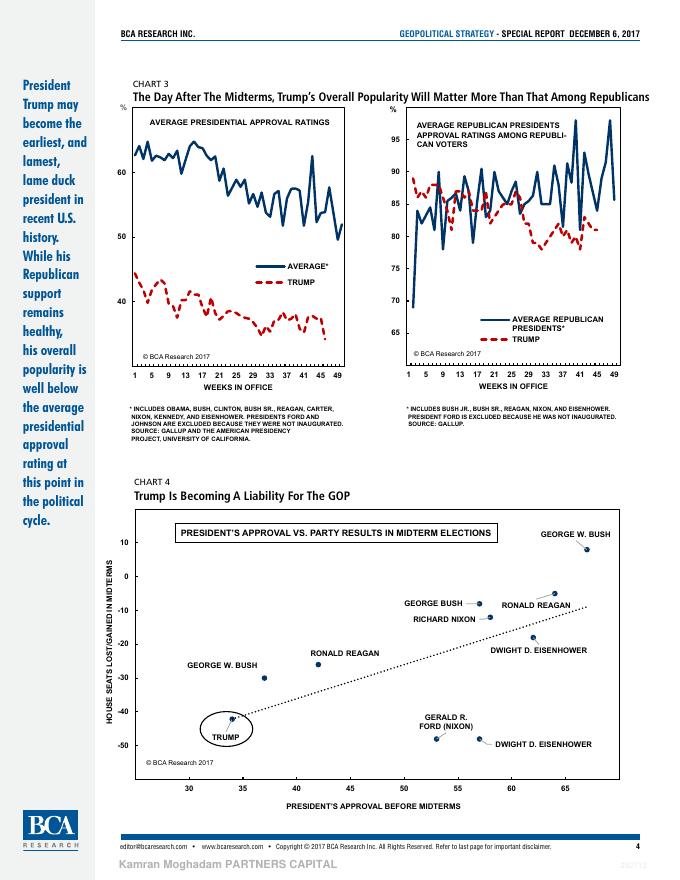 BCA RESEARCH INC.
GEOPOLITICAL STRATEGY - SPECIAL REPORT DECEMBER 6, 2017
President
Trump may
become the
earliest, and
lamest,
lame duck
president in
recent U.S.
history.
While his
Republican
support
remains
healthy,
his overall
popularity is
well below
the average
presidential
approval
rating at
this point in
the political
cycle.
CHART 3
The Day After The Midterms, Trump's Overall Popularity Will Matter More Than That Among Republicans
%
AVERAGE PRESIDENTIAL APPROVAL RATINGS
60
50
40
AVERAGE*
TRUMP
© BCA Research 2017
1 5 9 13 17 21 25 29 33 37 41 45 49
WEEKS IN OFFICE
* INCLUDES OBAMA, BUSH, CLINTON, BUSH SR., REAGAN, CARTER,
NIXON, KENNEDY, AND EISENHOWER. PRESIDENTS FORD AND
JOHNSON ARE EXCLUDED BECAUSE THEY WERE NOT INAUGURATED.
SOURCE: GALLUP AND THE AMERICAN PRESIDENCY
PROJECT, UNIVERSITY OF CALIFORNIA.
%
AVERAGE REPUBLICAN PRESIDENTS
APPROVAL RATINGS AMONG REPUBLI-
CAN VOTERS
95
90
85
80
75
70
65
AVERAGE REPUBLICAN
PRESIDENTS*
TRUMP
© BCA Research 2017
1 5 9 13 17 21 25 29 33 37 41 45 49
WEEKS IN OFFICE
* INCLUDES BUSH JR., BUSH SR., REAGAN, NIXON, AND EISENHOWER.
PRESIDENT FORD IS EXCLUDED BECAUSE HE WAS NOT INAUGURATED.
SOURCE: GALLUP.
CHART 4
Trump Is Becoming A Liability For The GOP
PRESIDENT'S APPROVAL VS. PARTY RESULTS IN MIDTERM ELECTIONS
HOUSE SEATS LOST/GAINED IN MIDTERMS
10
0
-10
-20
-30
-40
-50
GEORGE W. BUSH
GEORGE BUSH
RONALD REAGAN
RICHARD NIXON
DWIGHT D. EISENHOWER
RONALD REAGAN
GEORGE W. BUSH
TRUMP
GERALD R.
FORD (NIXON)
DWIGHT D. EISENHOWER
© BCA Research 2017
30 35 40 45 50 55 60 65
PRESIDENT'S APPROVAL BEFORE MIDTERMS
BCA
RESEARCH
editor@bcaresearch.com • www.bcaresearch.com • Copyright © 2017 BCA Research Inc. All Rights Reserved. Refer to last page for important disclaimer.
4
Kamran Moghadam PARTNERS CAPITAL